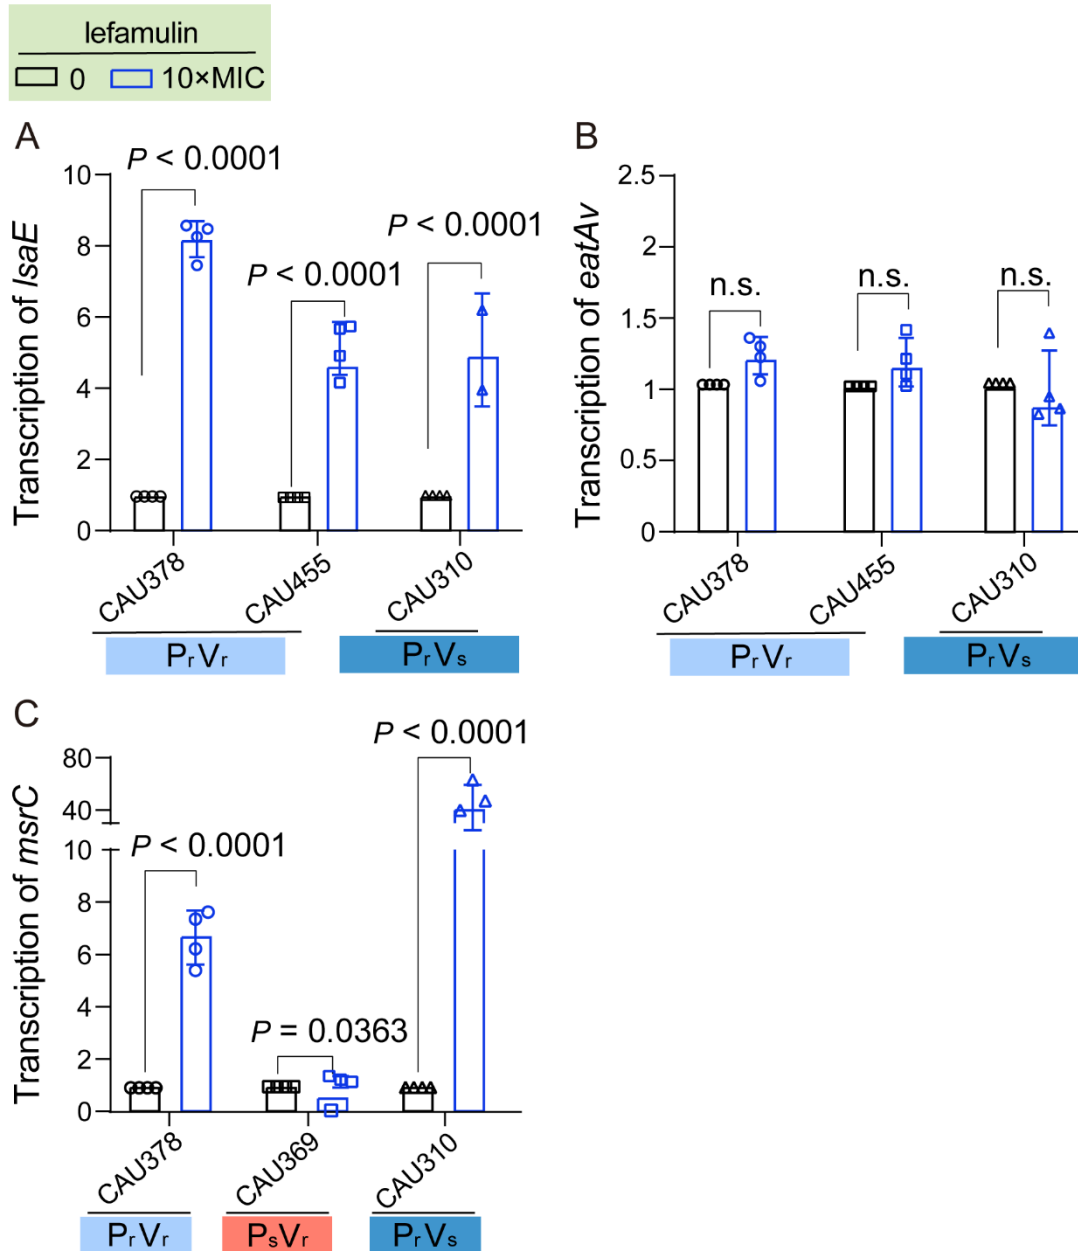 lefamulin
0 10×MIC
A
Transcription of lsaE
10
8
6
4
2
0
P < 0.0001
P < 0.0001
P < 0.0001
CAU378
CAU455
CAU310
PrVr
PrVs
B
Transcription of eatAv
2.5
2
1.5
1
0.5
0
n.s.
n.s.
n.s.
CAU378
CAU455
CAU310
PrVr
PrVs
C
Transcription of msrC
80
40
10
8
6
4
2
0
P < 0.0001
P = 0.0363
P < 0.0001
CAU378
CAU369
CAU310
PrVr
PsVr
PrVs